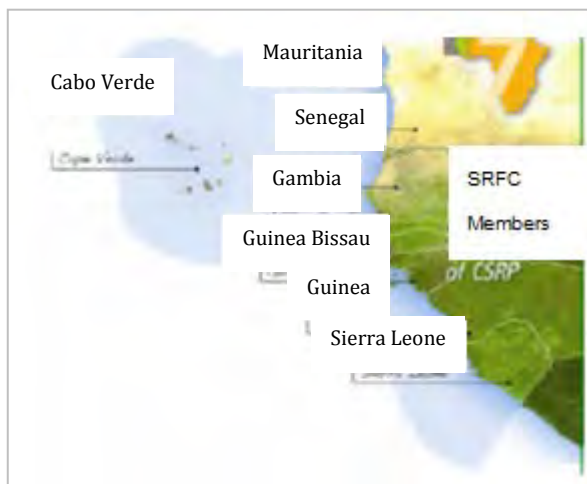 Mauritania
Cabo Verde
Senegal
Cape Verde
Gambia
SRFC
Members
Guinea Bissau
of CSRP
Guinea
Sierra Leone